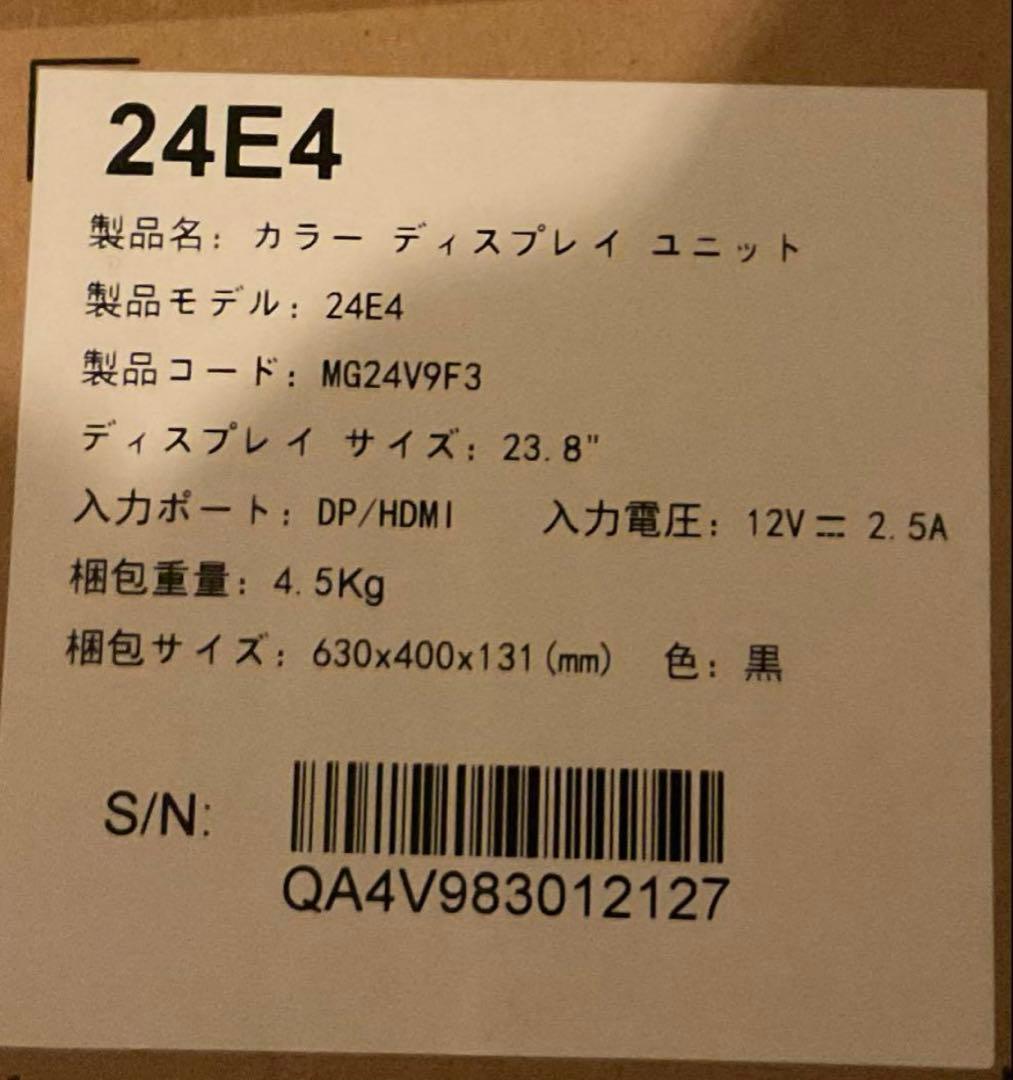 24E4
製品名: カラー ディスプレイ ユニット
製品モデル: 24E4
製品コード: MG24V9F3
ディスプレイ サイズ: 23.8"
入力ポート: DP/HDMI 入力電圧: 12V⎓2.5A
梱包重量: 4.5Kg
梱包サイズ: 630x400x131(mm) 色: 黒
S/N:
QA4V983012127